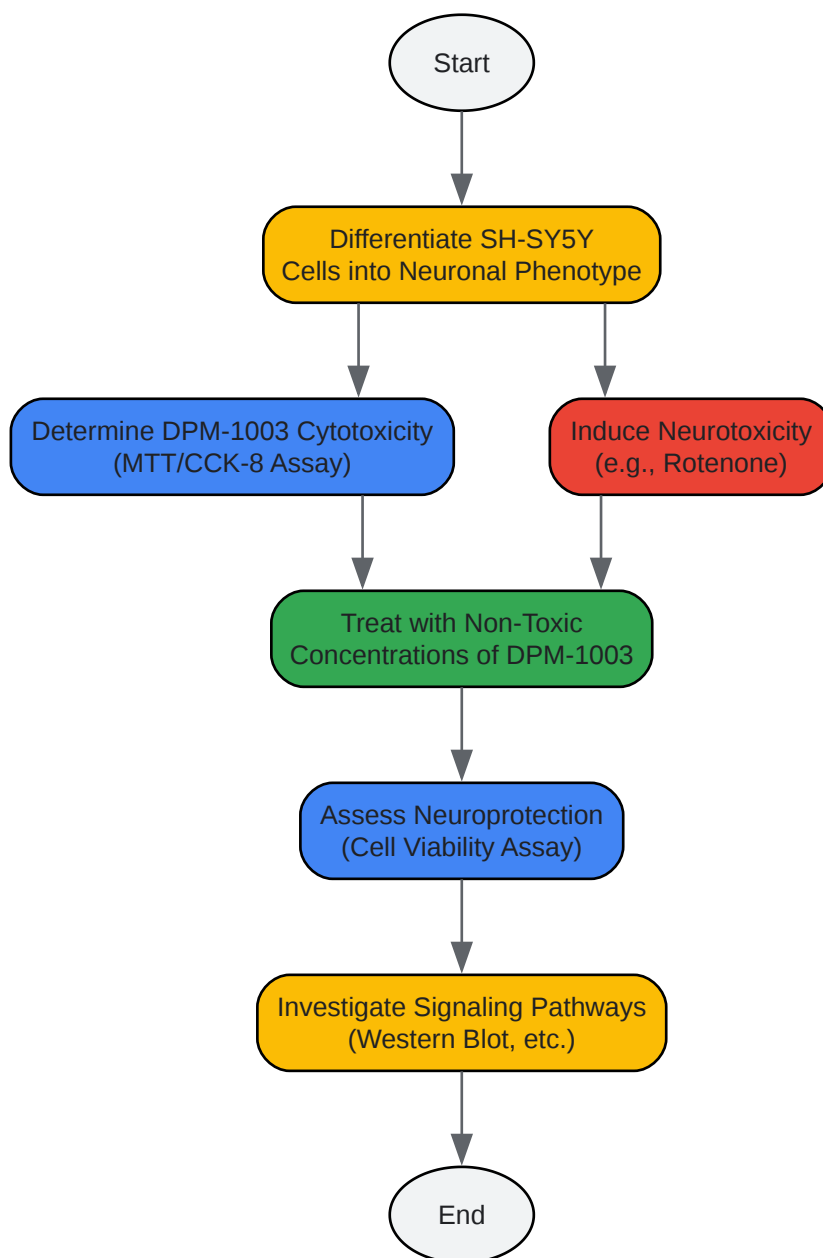 Start
Differentiate SH-SY5Y
Cells into Neuronal Phenotype
Determine DPM-1003 Cytotoxicity
(MTT/CCK-8 Assay)
Induce Neurotoxicity
(e.g., Rotenone)
Treat with Non-Toxic
Concentrations of DPM-1003
Assess Neuroprotection
(Cell Viability Assay)
Investigate Signaling Pathways
(Western Blot, etc.)
End